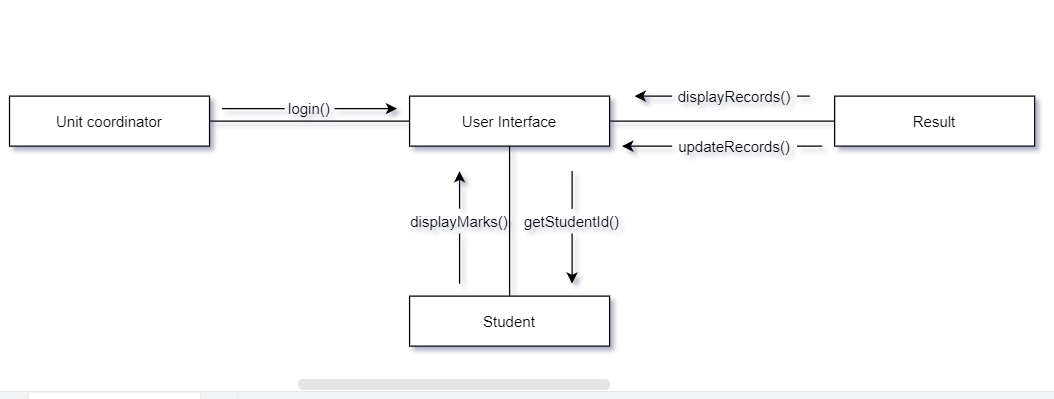 displayRecords()
login()
Unit coordinator
User Interface
Result
updateRecords()
displayMarks()
getStudentId()
Student